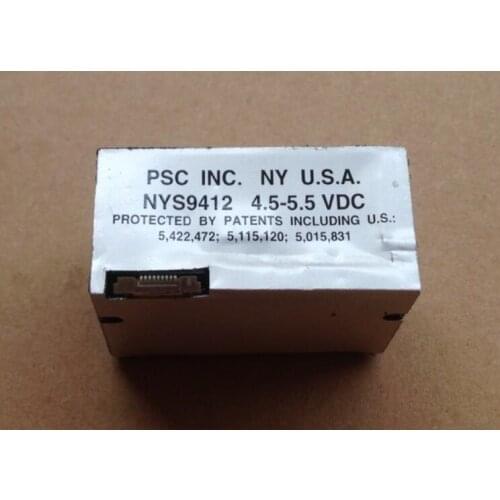 PSC INC. NY U.S.A.
NYS9412 4.5-5.5 VDC
PROTECTED BY PATENTS INCLUDING U.S.:
5,422,472; 5,115,120; 5,015,831